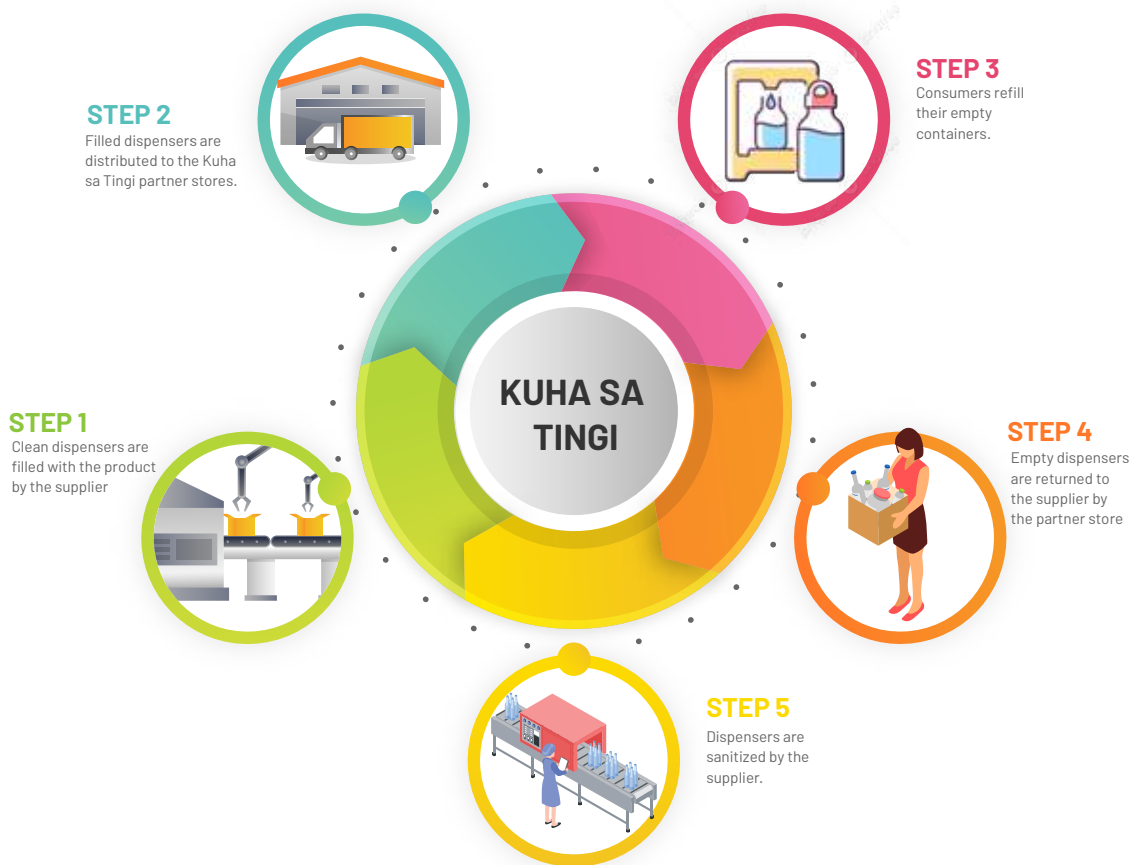 KUHA SA
TINGI
STEP 1
Clean dispensers are
filled with the product
by the supplier
STEP 2
Filled dispensers are
distributed to the Kuha
sa Tingi partner stores.
STEP 3
Consumers refill
their empty
containers.
STEP 4
Empty dispensers
are returned to
the supplier by
the partner store
STEP 5
Dispensers are
sanitized by the
supplier.